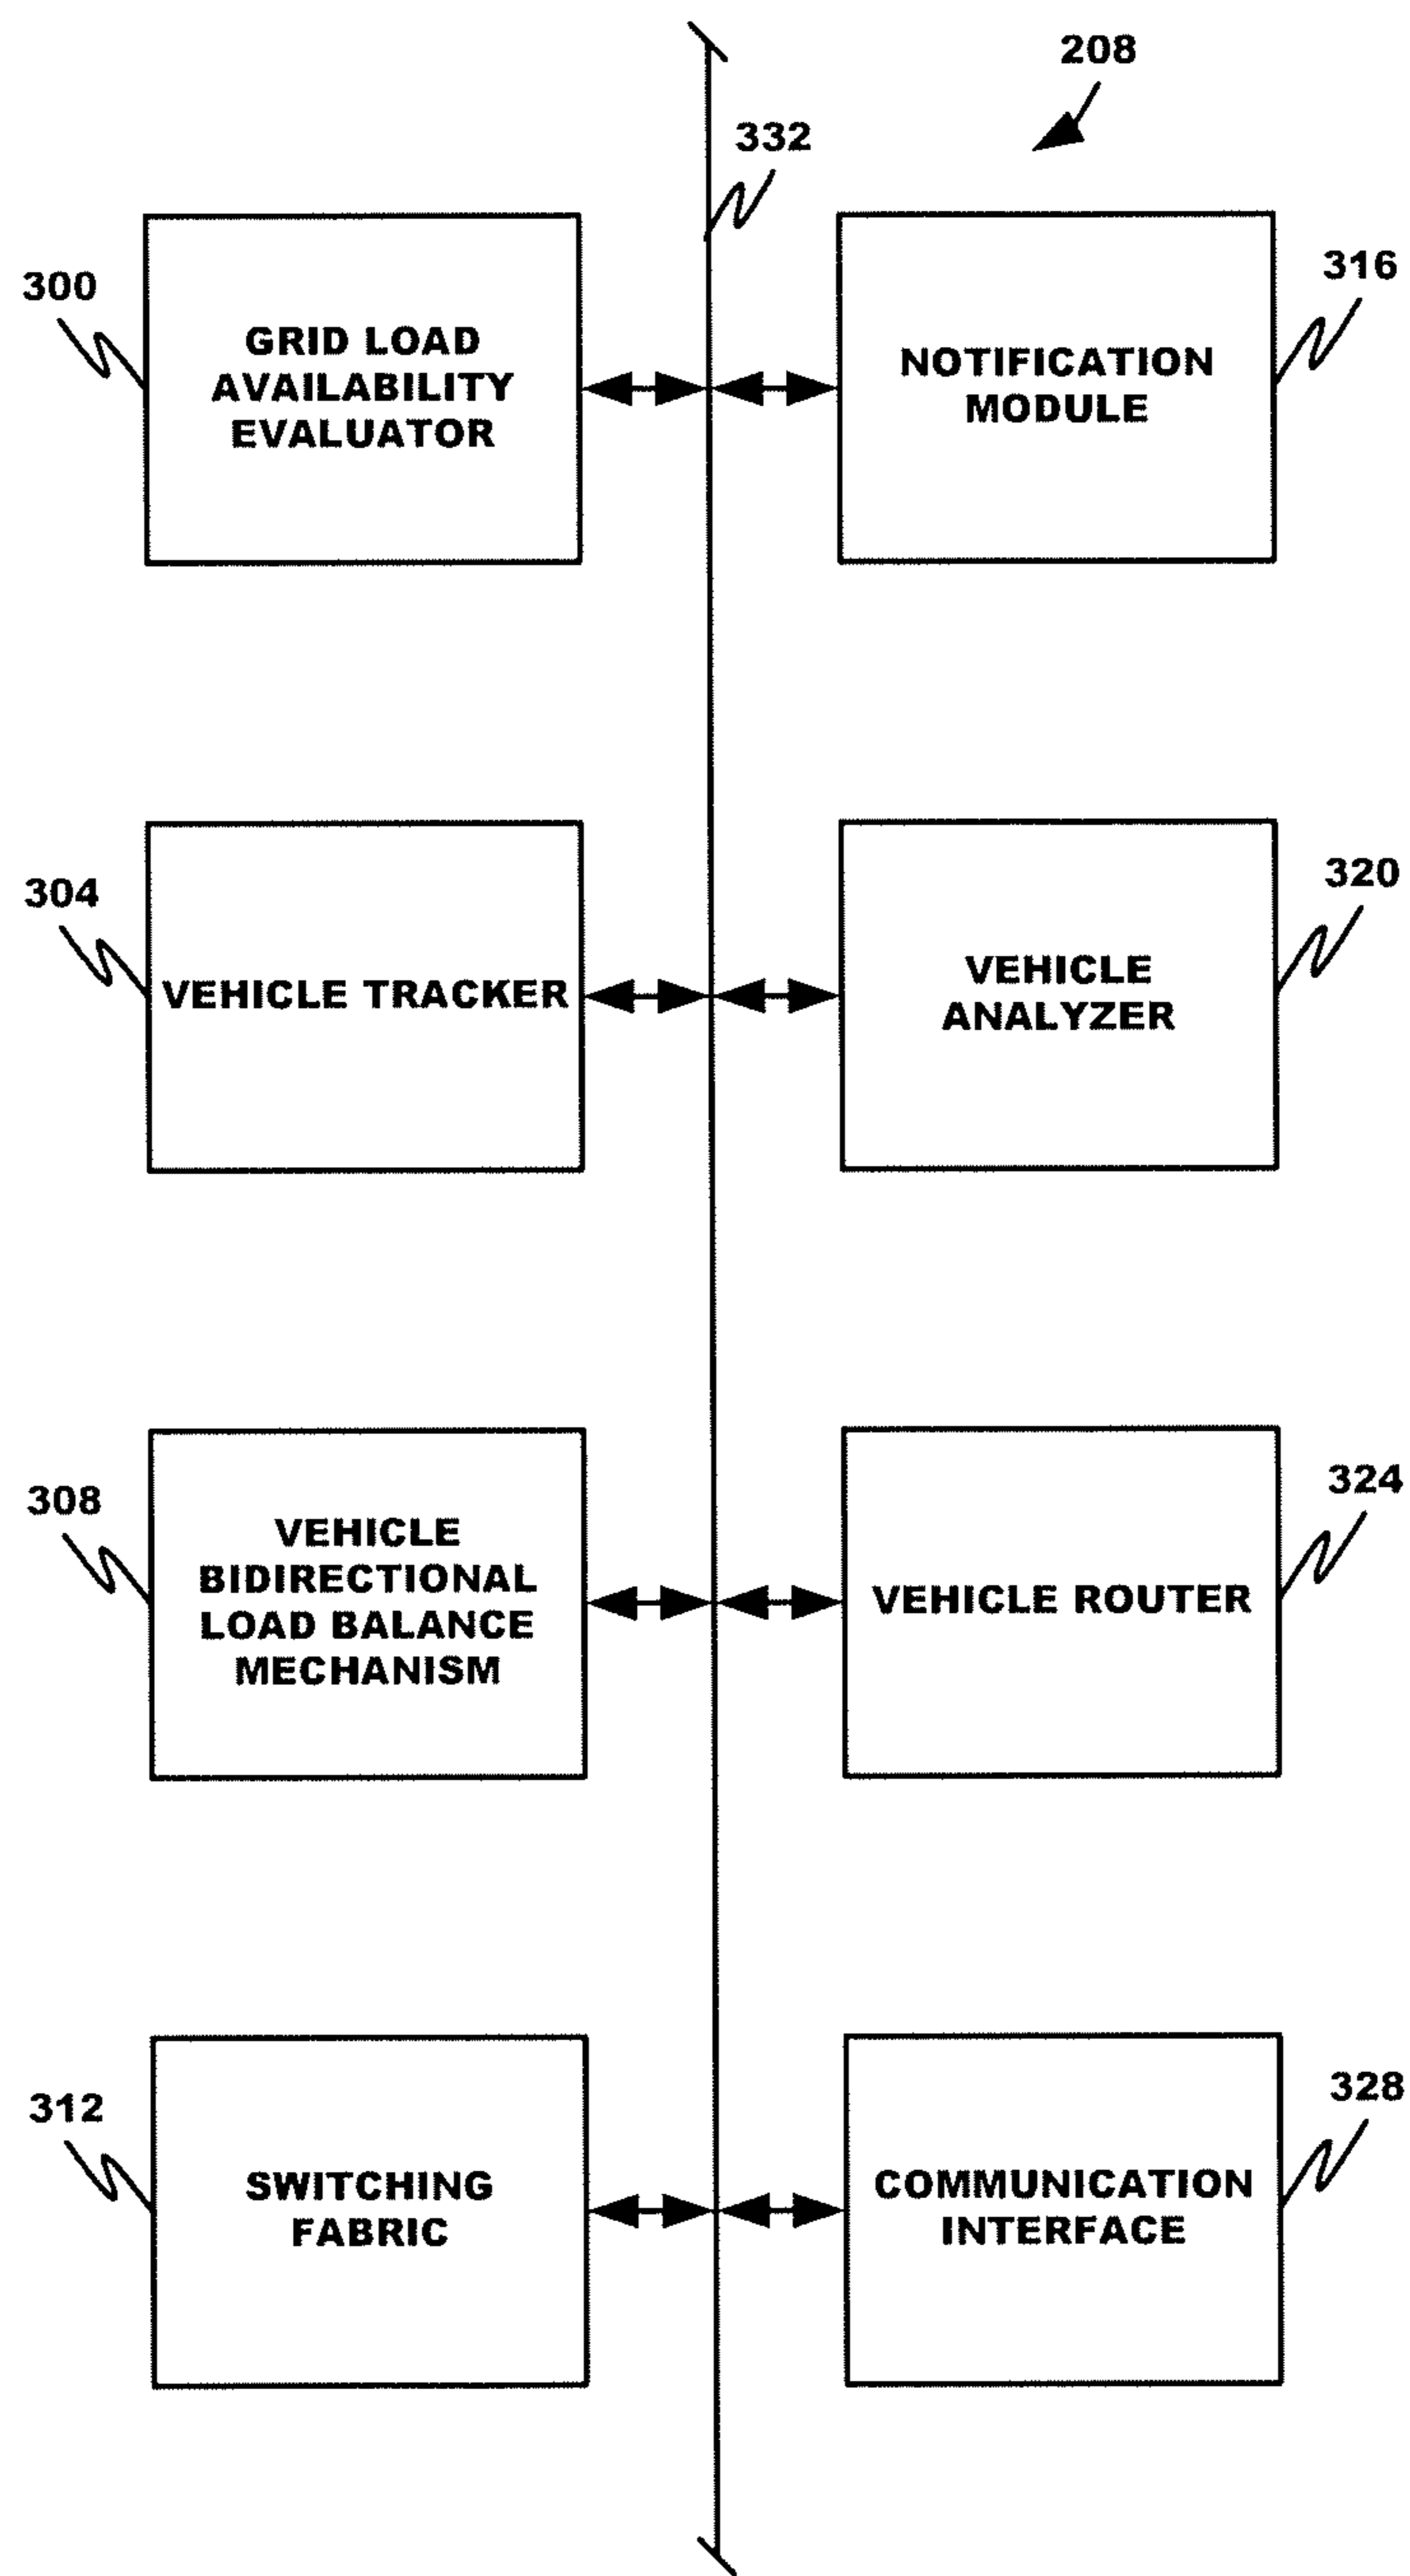 208
332
300
GRID LOAD
AVAILABILITY
EVALUATOR
316
NOTIFICATION
MODULE
304
VEHICLE TRACKER
320
VEHICLE
ANALYZER
308
VEHICLE
BIDIRECTIONAL
LOAD BALANCE
MECHANISM
324
VEHICLE ROUTER
312
SWITCHING
FABRIC
328
COMMUNICATION
INTERFACE